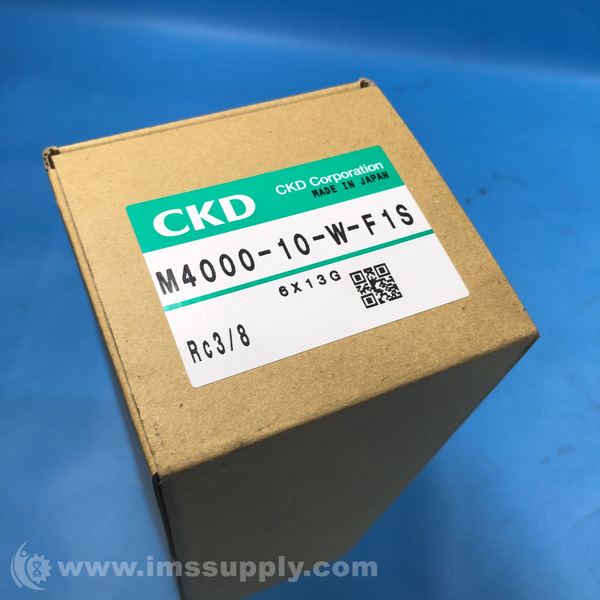 CKD
CKD Corporation
MADE IN JAPAN
M4000-10-W-F1S
6X13G
Rc3/8
www.imssupply.com